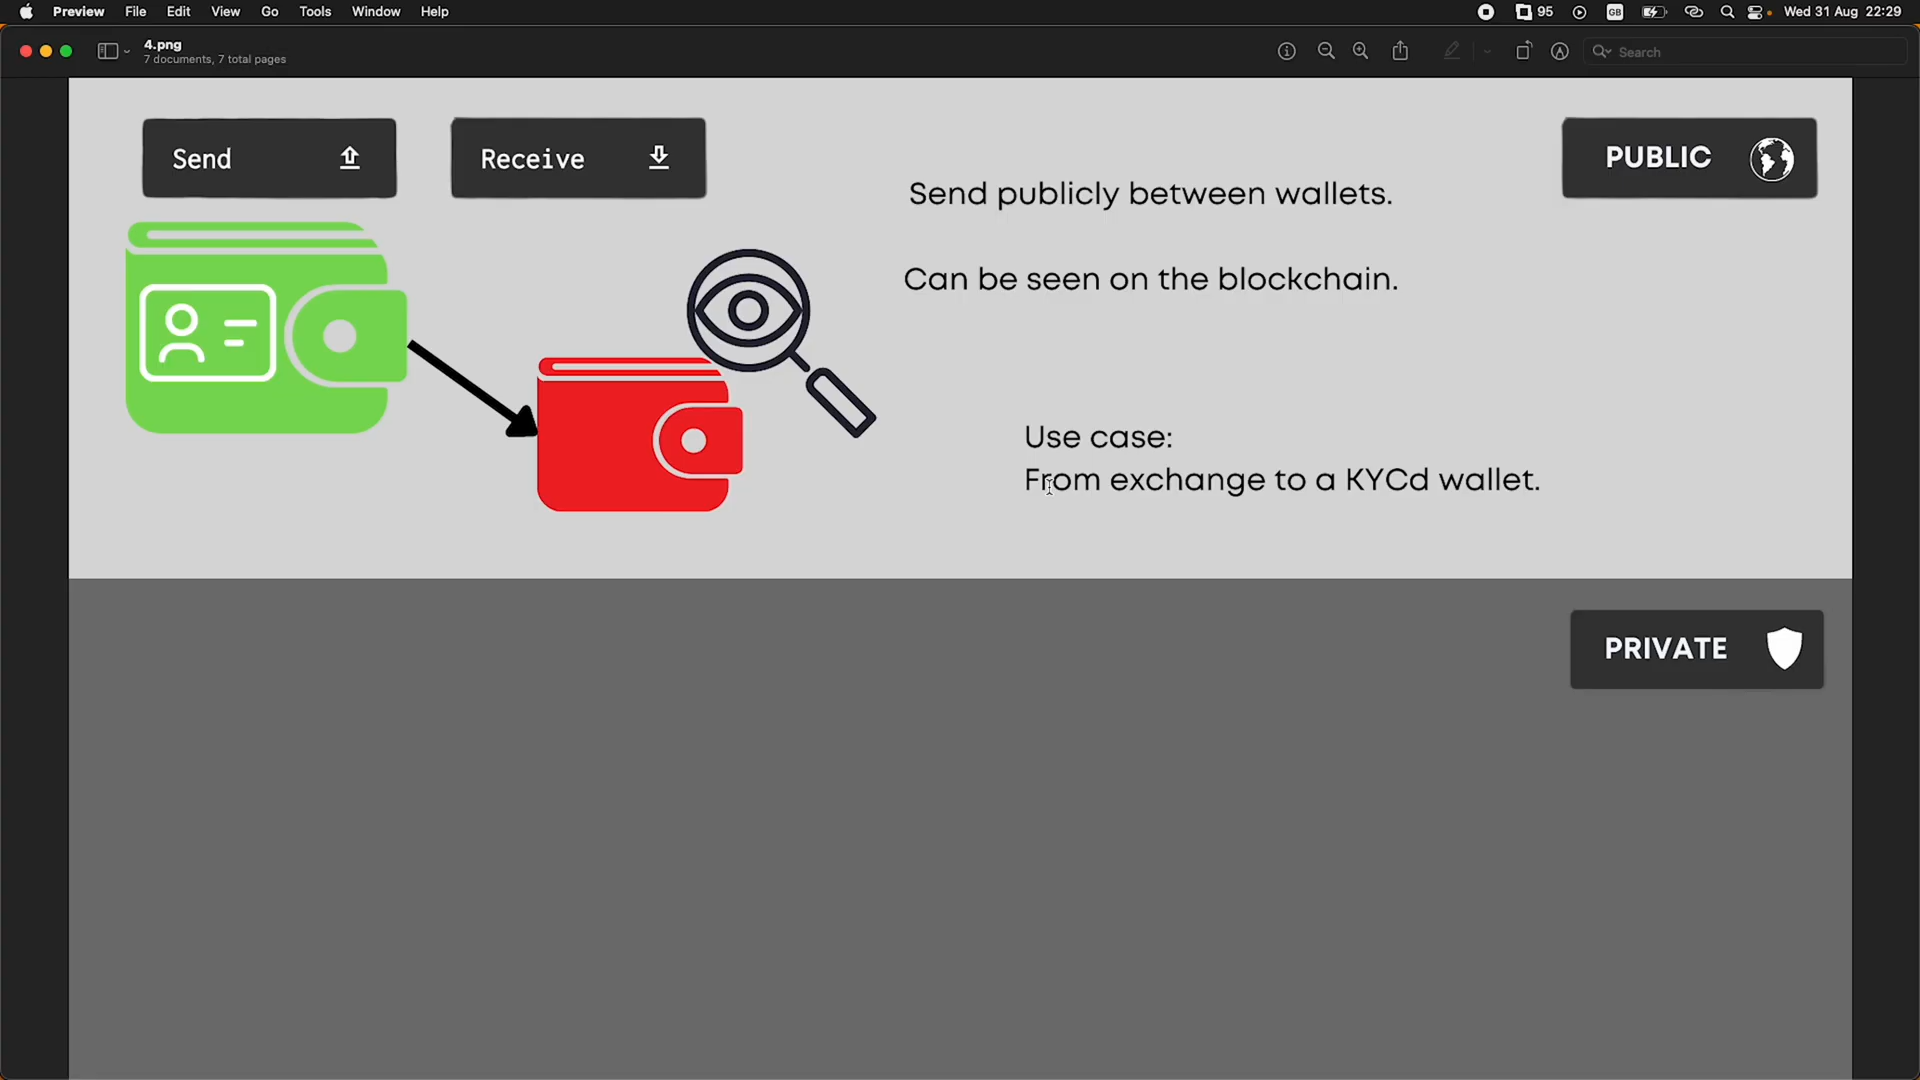 Preview File Edit View Go Tools Window Help
95
GB
Wed 31 Aug 22:29
4.png
7 documents, 7 total pages
Search
Send
Receive
PUBLIC
Send publicly between wallets.
Can be seen on the blockchain.
Use case:
From exchange to a KYCd wallet.
PRIVATE